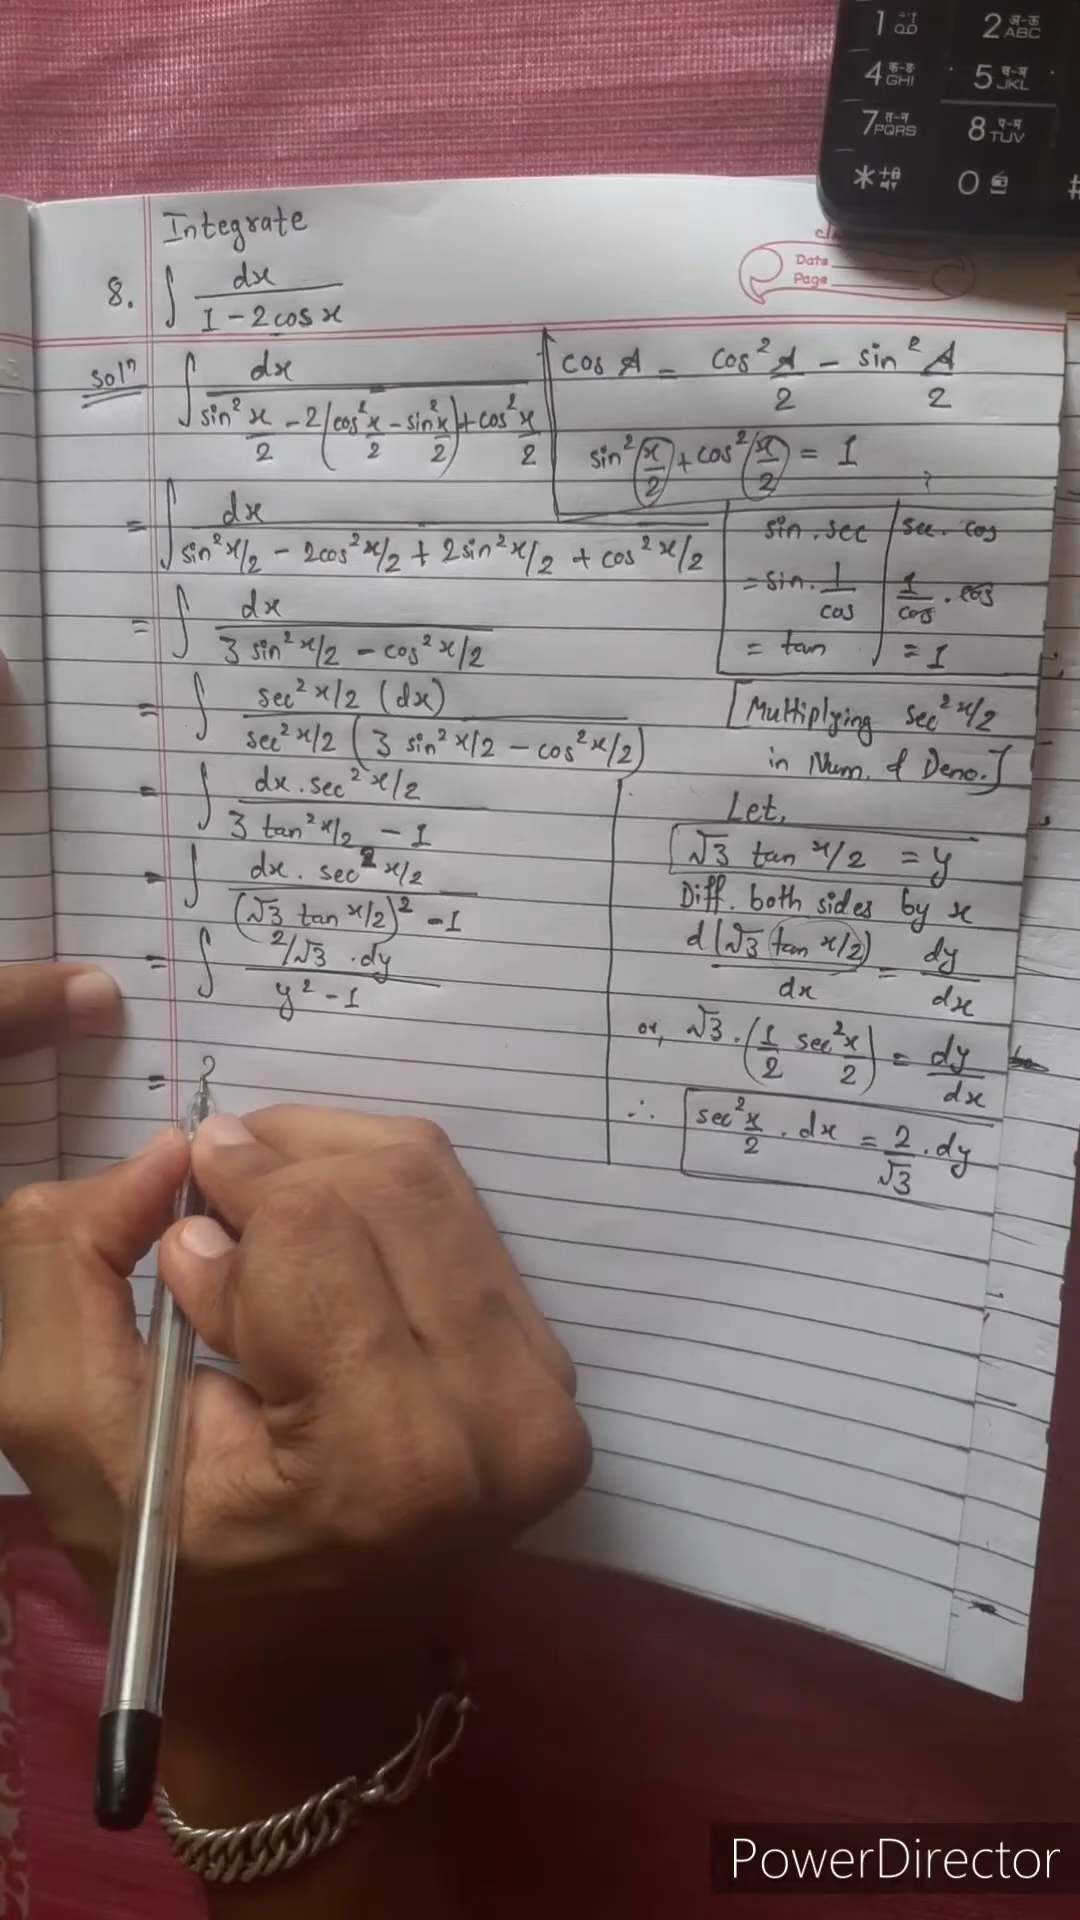 1 2 अ-क ABC
4 क-ङ GHI 5 च-ञ JKL
7 त-न PQRS 8 प-म TUV
* 0 #
Integrate
8. ∫ dx / (1 - 2cos x)
Date
Page
Solⁿ ∫ dx / (sin² x/2 - 2(cos² x/2 - sin² x/2) + cos² x/2)
cos A = cos² A/2 - sin² A/2
sin² (x/2) + cos² (x/2) = 1
= ∫ dx / (sin² x/2 - 2cos² x/2 + 2sin² x/2 + cos² x/2)
sin . sec | sec . cos
= sin . 1/cos | 1/cos . cos
= tan | = 1
= ∫ dx / (3 sin² x/2 - cos² x/2)
= ∫ sec² x/2 (dx) / (sec² x/2 (3 sin² x/2 - cos² x/2))
[Multiplying sec² x/2
in Num. & Deno.]
= ∫ dx . sec² x/2 / (3 tan² x/2 - 1)
= ∫ dx . sec² x/2 / ((√3 tan x/2)² - 1)
= ∫ 2/√3 . dy / (y² - 1)
=
Let,
√3 tan x/2 = y
Diff. both sides by x
d(√3 tan x/2)/dx = dy/dx
or, √3 . (1/2 sec² x/2) = dy/dx
∴ sec² x/2 . dx = 2/√3 . dy
PowerDirector